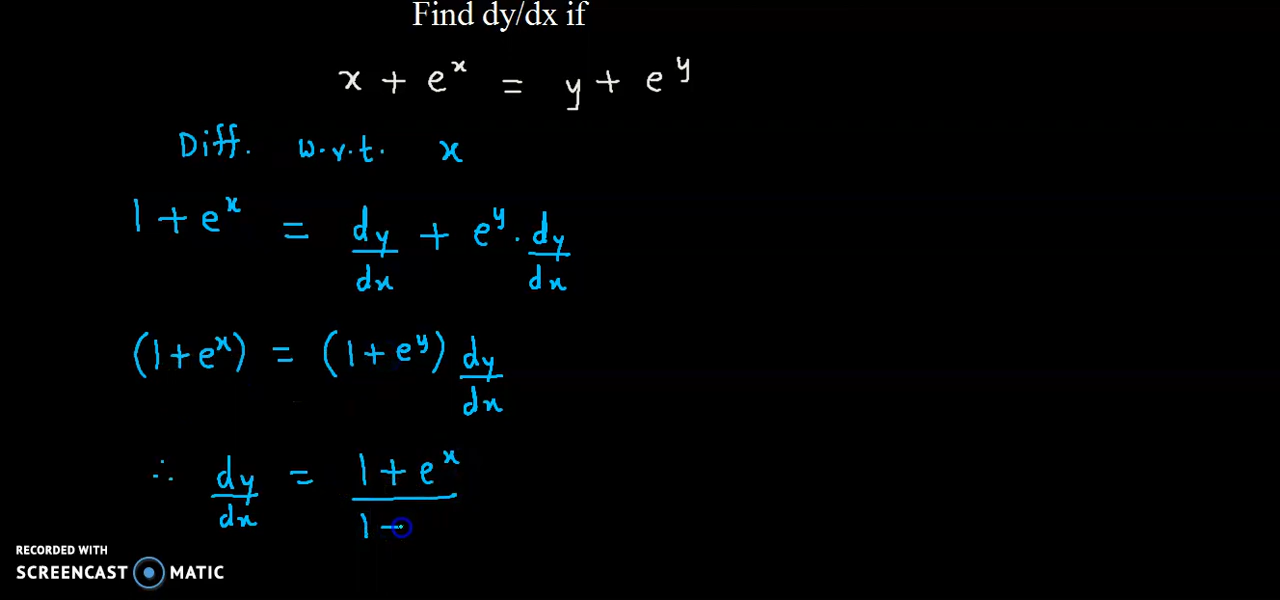 Find dy/dx if
x + e^x = y + e^y
Diff. w.r.t. x
1 + e^x = dy/dx + e^y . dy/dx
(1 + e^x) = (1 + e^y) dy/dx
∴ dy/dx = (1 + e^x)/(1 –
RECORDED WITH
SCREENCAST MATIC